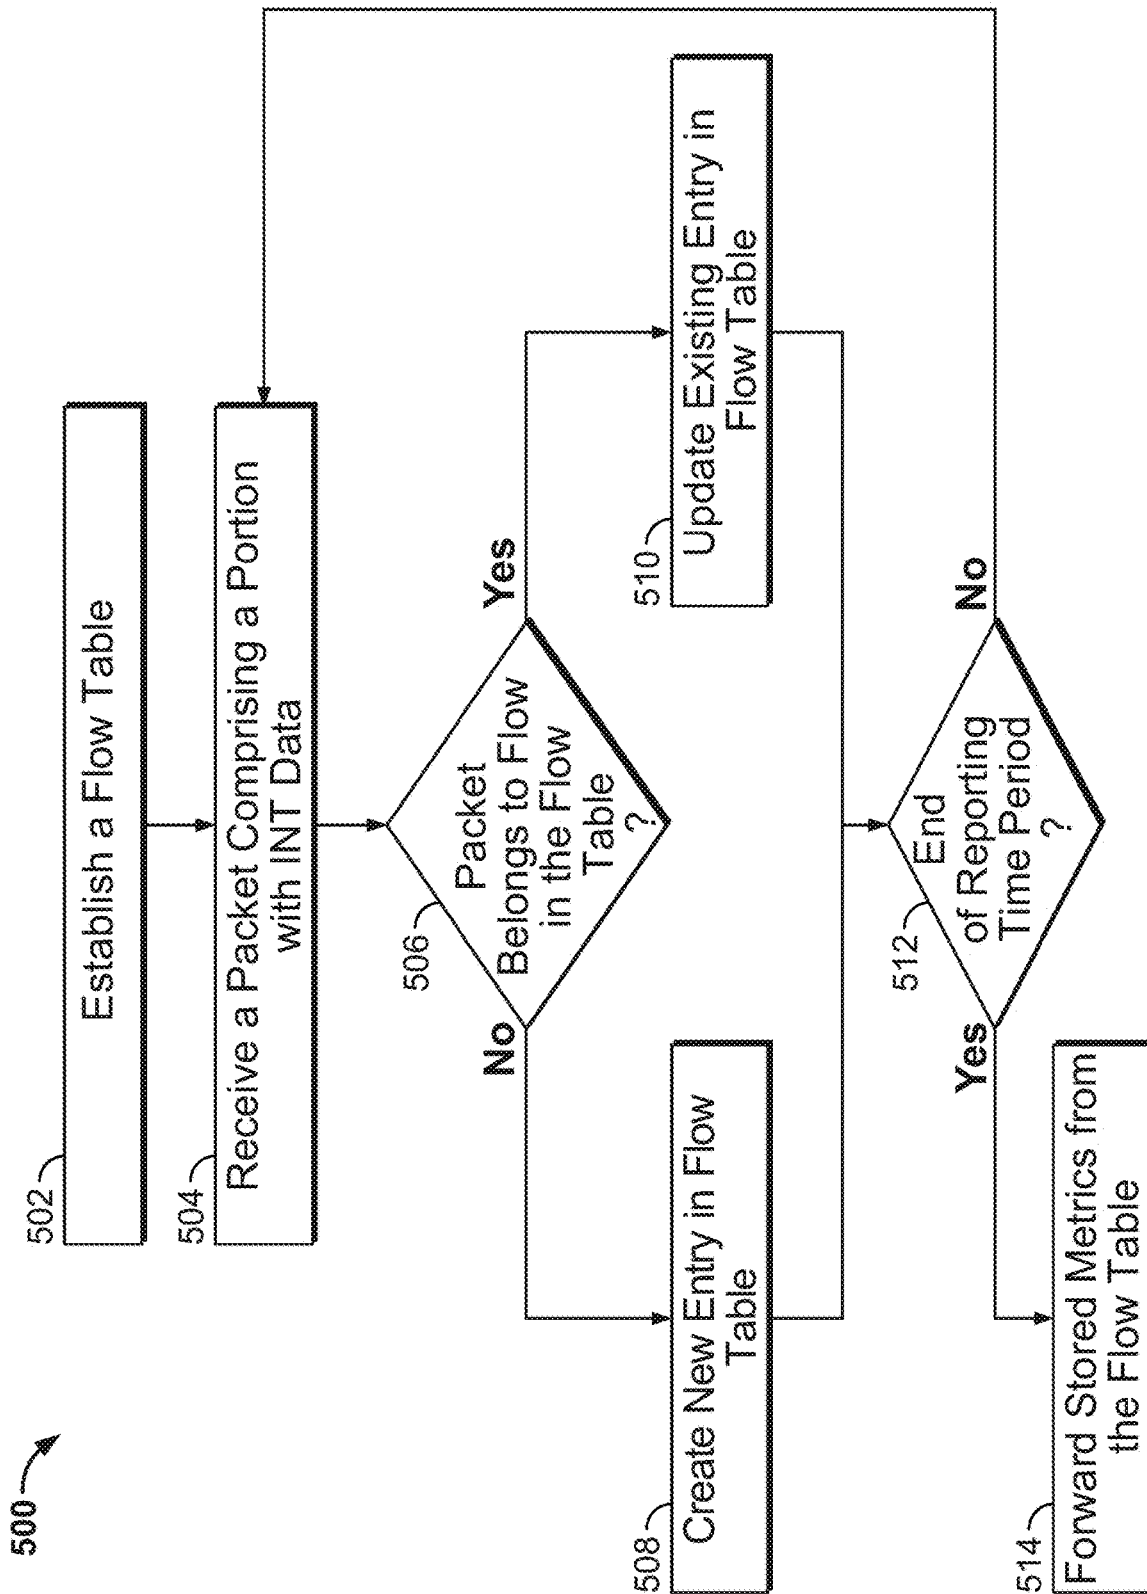 500
502
Establish a Flow Table
504
Receive a Packet Comprising a Portion
with INT Data
506
Packet
Belongs to Flow
in the Flow
Table
?
No
Yes
508
Create New Entry in Flow
Table
510
Update Existing Entry in
Flow Table
512
End
of Reporting
Time Period
?
Yes
No
514
Forward Stored Metrics from
the Flow Table